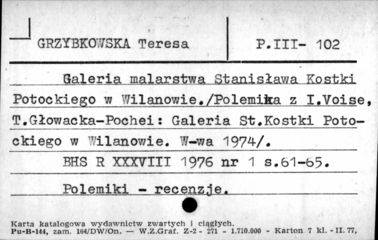 GRZYBKOWSKA Teresa
P.III- 102
Galeria malarstwa Stanisława Kostki
Potockiego w Wilanowie./Polemika z I.Voise,
T.Głowacka-Pochei: Galeria St.Kostki Poto-
ckiego w Wilanowie. W-wa 1974/.
BHS R XXXVIII 1976 nr 1 s.61-65.
Polemiki - recenzje.
Karta katalogowa wydawnictw zwartych i ciągłych.
Pu-B-164, zam. 164/DW/On. — W.Z.Graf. Z-2 - 271 - 1.710.000 - Karton 7 kl. - II. 77,